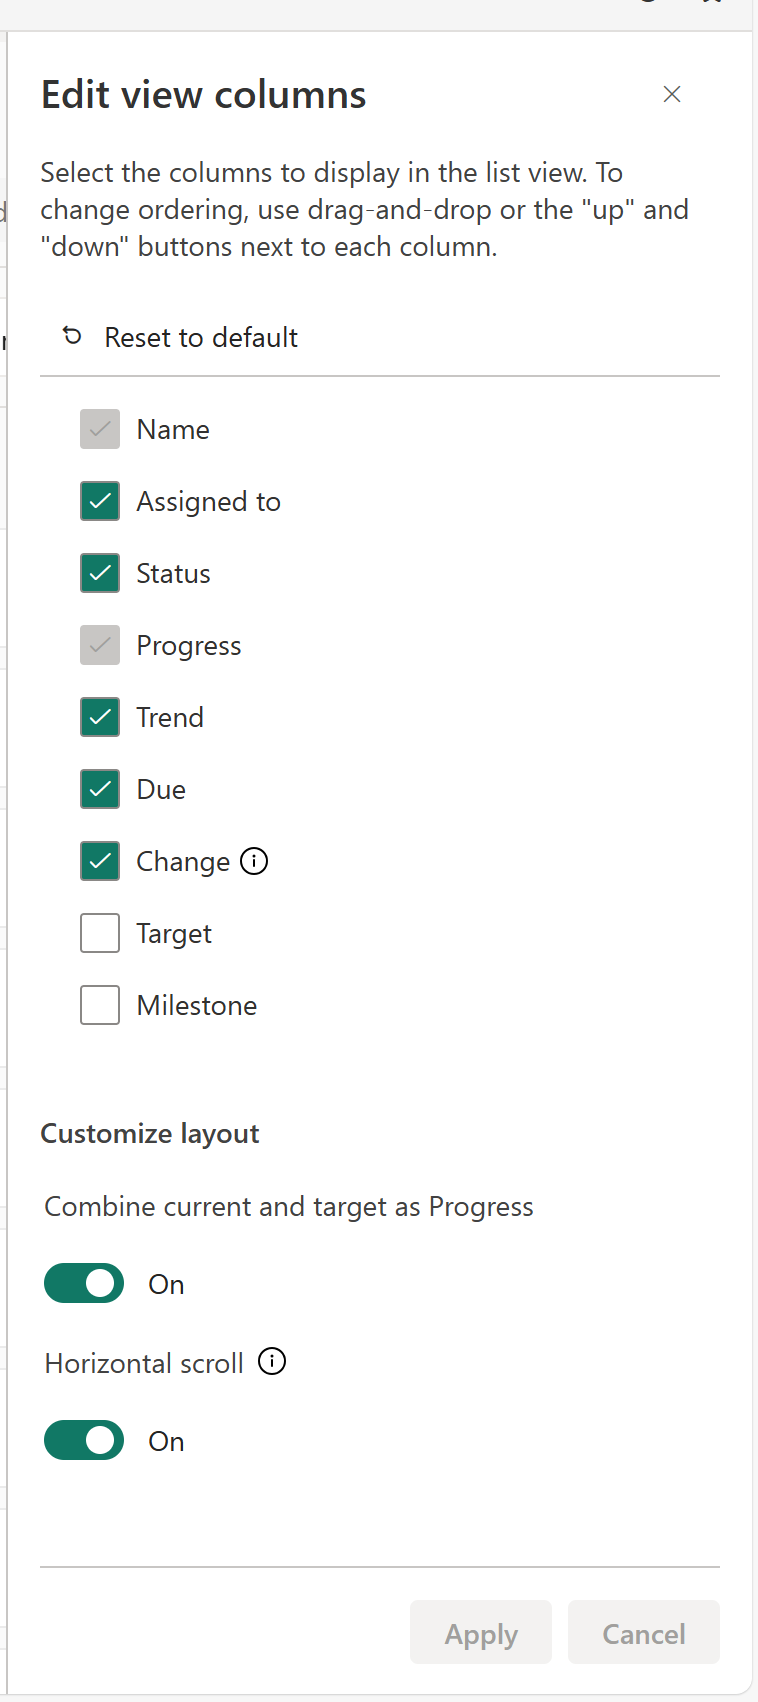 Edit view columns
Select the columns to display in the list view. To
change ordering, use drag-and-drop or the "up" and
"down" buttons next to each column.
Reset to default
Name
Assigned to
Status
Progress
Trend
Due
Change
Target
Milestone
Customize layout
Combine current and target as Progress
On
Horizontal scroll
On
Apply
Cancel